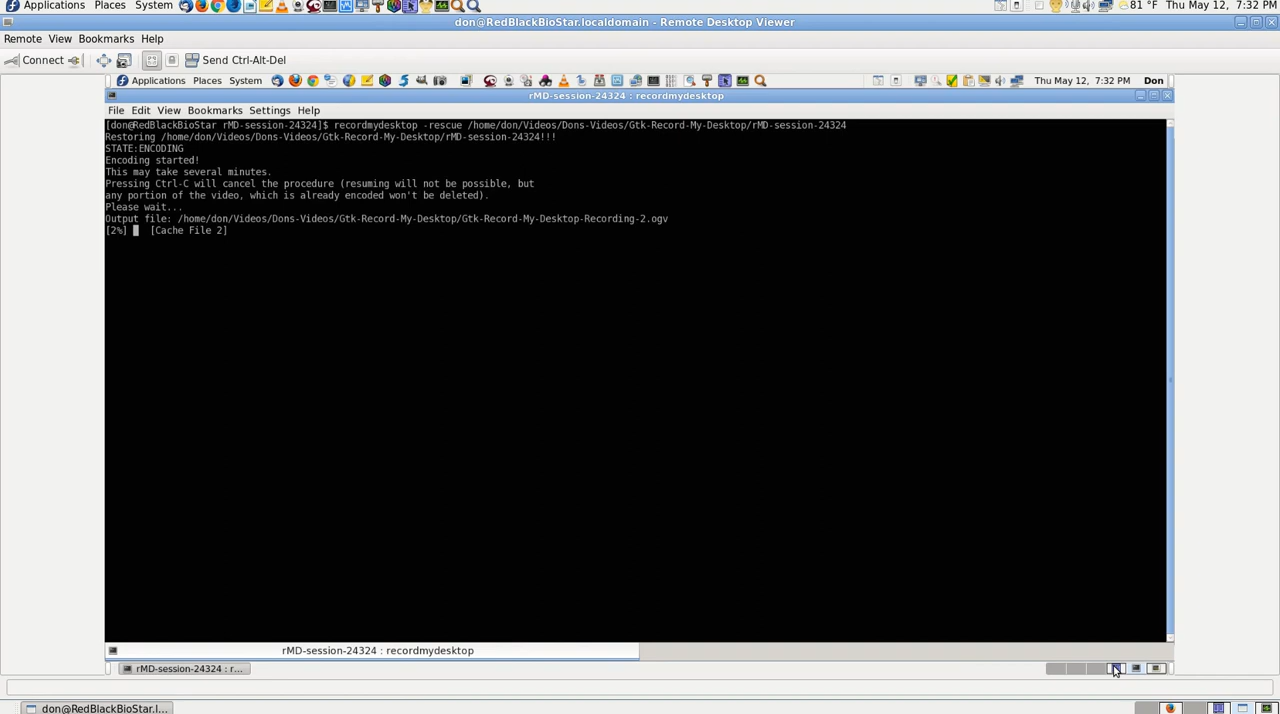 Applications Places System 81 °F Thu May 12, 7:32 PM
don@RedBlackBioStar.localdomain - Remote Desktop Viewer
Remote View Bookmarks Help
Connect Send Ctrl-Alt-Del
Applications Places System Thu May 12, 7:32 PM Don
rMD-session-24324 : recordmydesktop
File Edit View Bookmarks Settings Help
[don@RedBlackBioStar rMD-session-24324]$ recordmydesktop -rescue /home/don/Videos/Dons-Videos/Gtk-Record-My-Desktop/rMD-session-24324
Restoring /home/don/Videos/Dons-Videos/Gtk-Record-My-Desktop/rMD-session-24324!!!
STATE:ENCODING
Encoding started!
This may take several minutes.
Pressing Ctrl-C will cancel the procedure (resuming will not be possible, but
any portion of the video, which is already encoded won't be deleted).
Please wait...
Output file: /home/don/Videos/Dons-Videos/Gtk-Record-My-Desktop/Gtk-Record-My-Desktop-Recording-2.ogv
[2%] [Cache File 2]
rMD-session-24324 : recordmydesktop
rMD-session-24324 : r...
don@RedBlackBioStar.l...